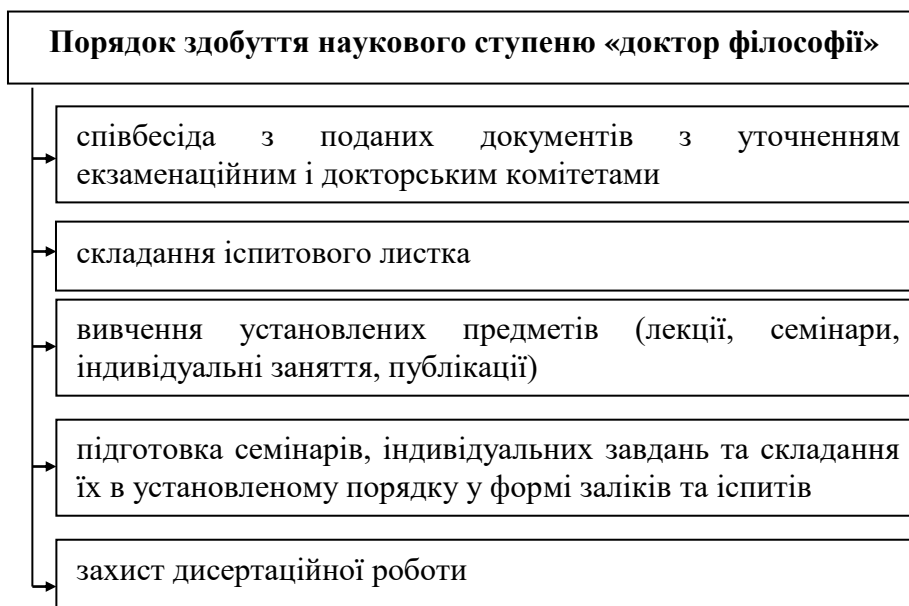 Порядок здобуття наукового ступеню «доктор філософії»
співбесіда з поданих документів з уточненням
екзаменаційним і докторським комітетами
складання іспитового листка
вивчення установлених предметів (лекції, семінари,
індивідуальні заняття, публікації)
підготовка семінарів, індивідуальних завдань та складання
їх в установленому порядку у формі заліків та іспитів
захист дисертаційної роботи